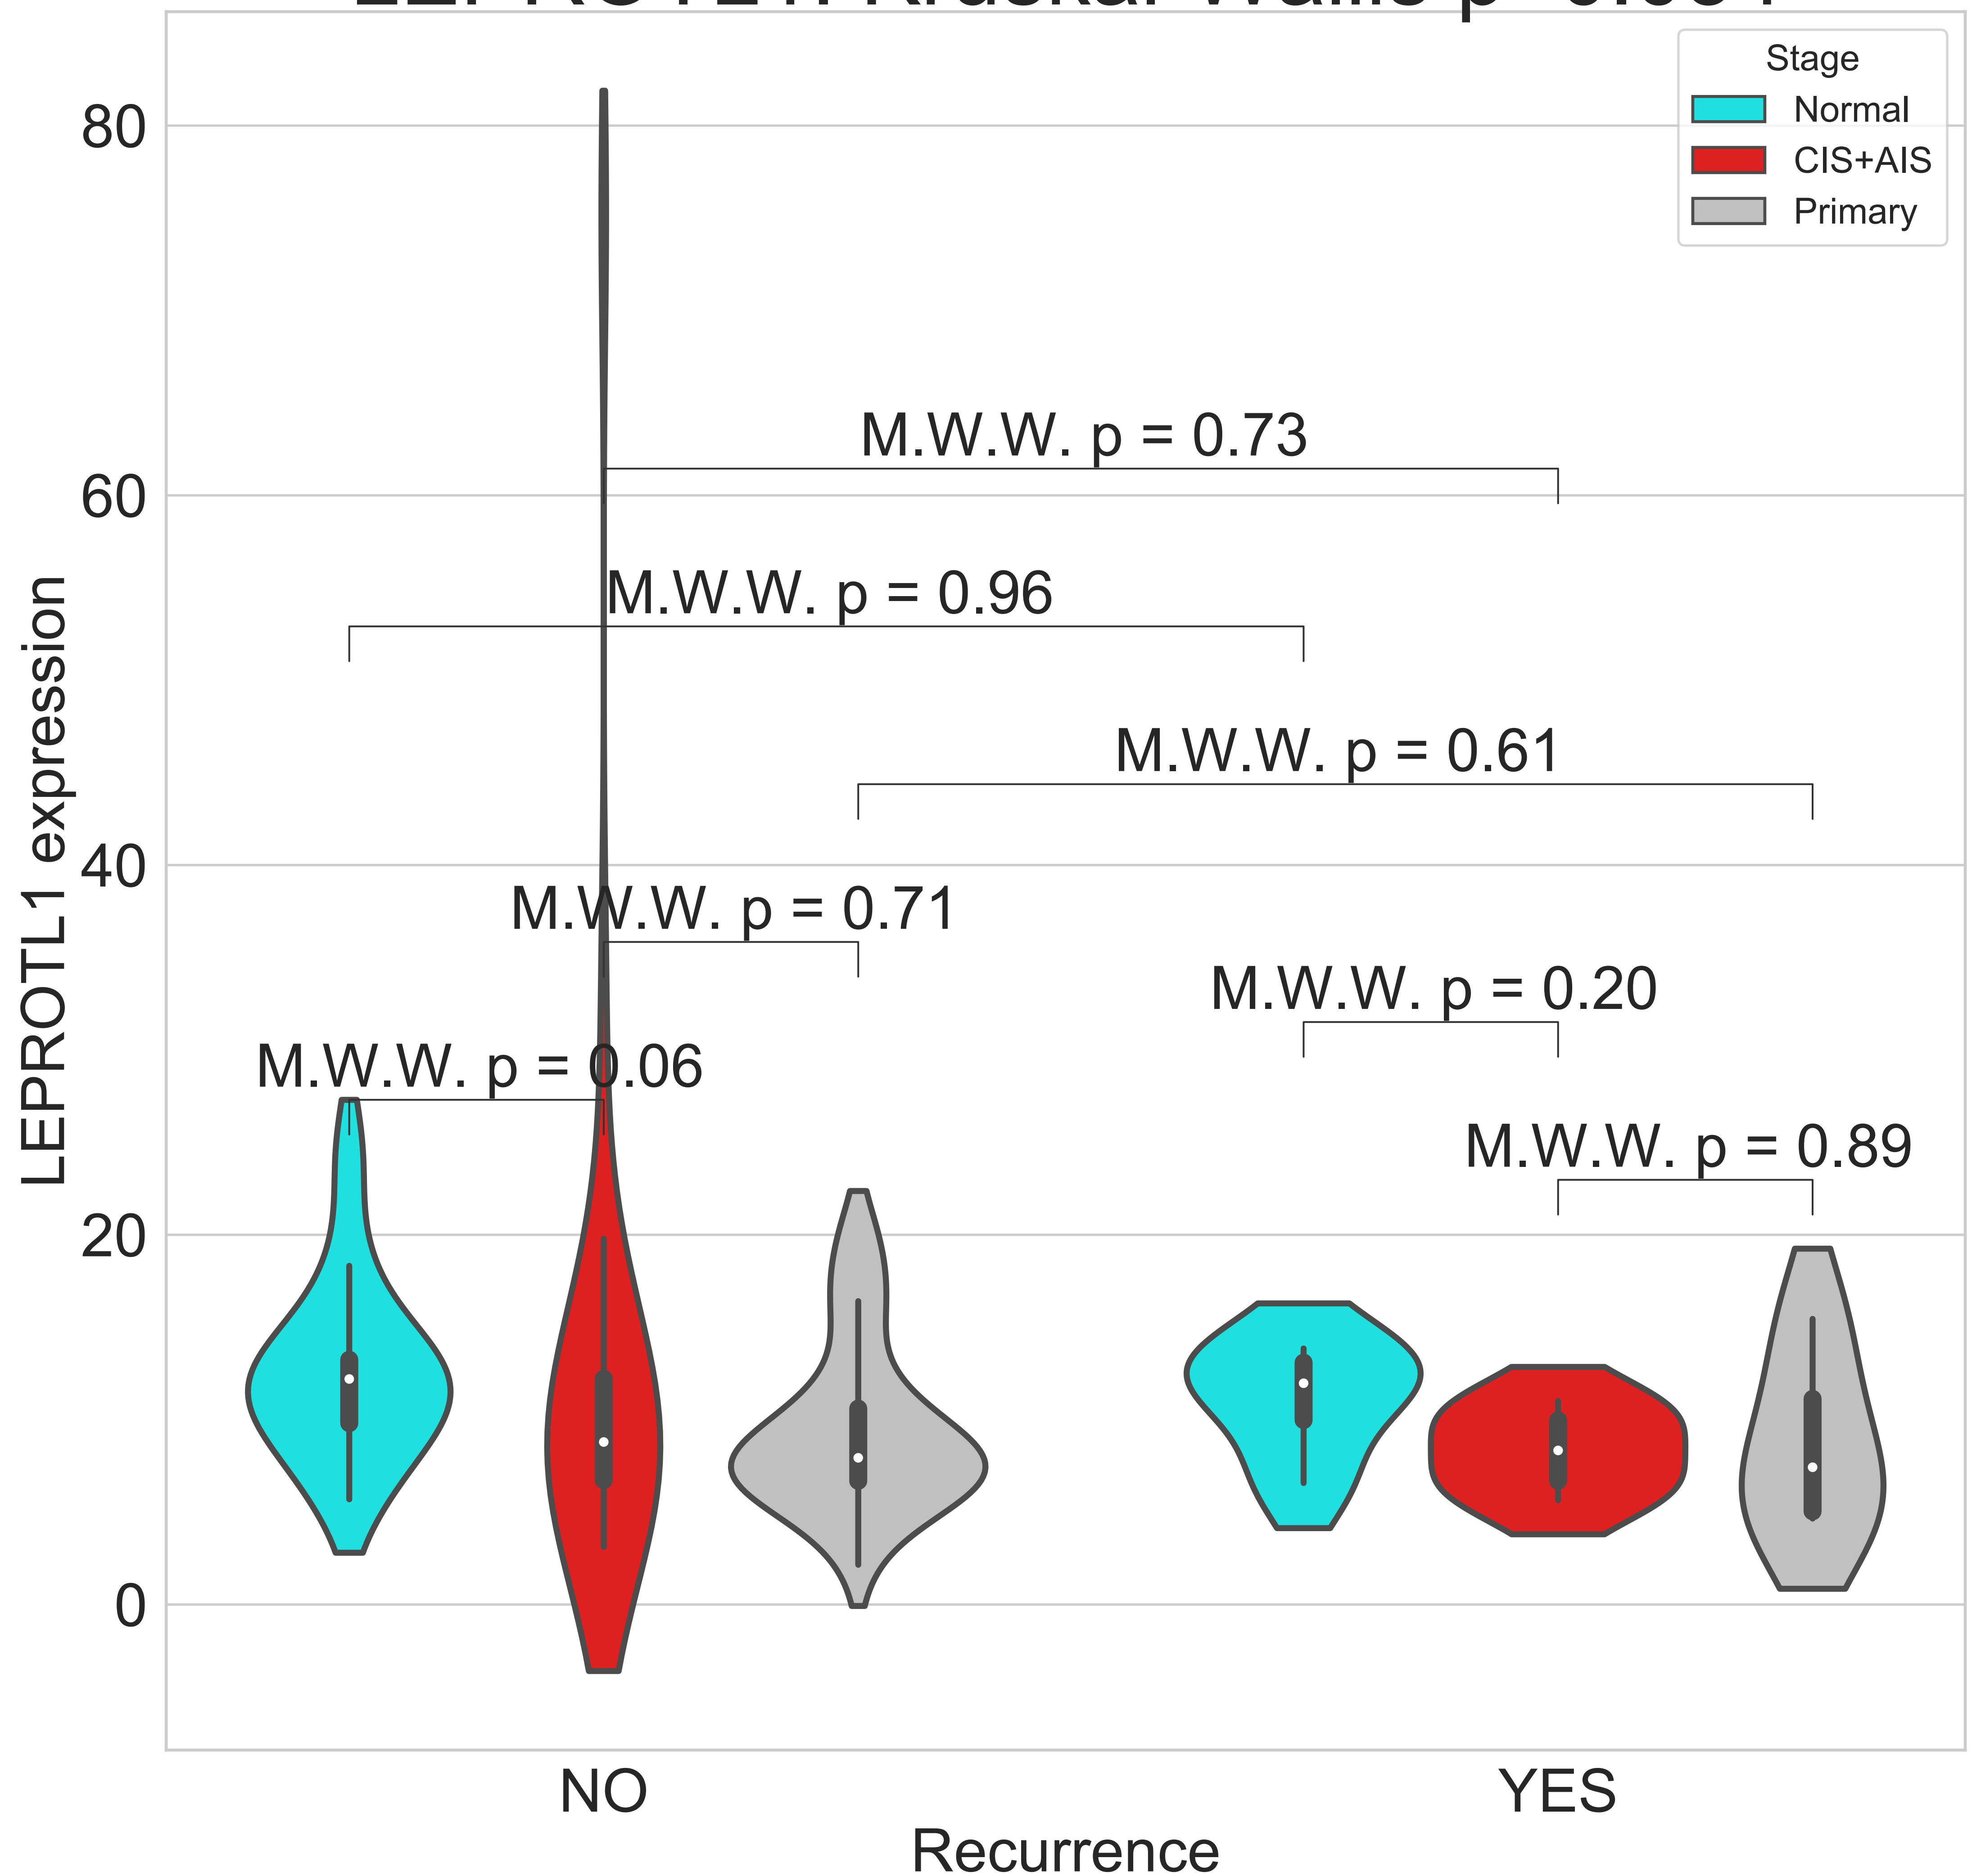 Stage
Normal
CIS+AIS
Primary
80
60
40
20
0
LEPROTL1 expression
M.W.W. p = 0.73
M.W.W. p = 0.96
M.W.W. p = 0.61
M.W.W. p = 0.71
M.W.W. p = 0.20
M.W.W. p = 0.06
M.W.W. p = 0.89
NO
YES
Recurrence